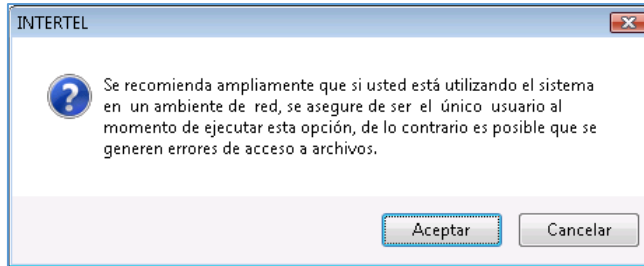 INTERTEL
Se recomienda ampliamente que si usted está utilizando el sistema
en un ambiente de red, se asegure de ser el único usuario al
momento de ejecutar esta opción, de lo contrario es posible que se
generen errores de acceso a archivos.
Aceptar Cancelar